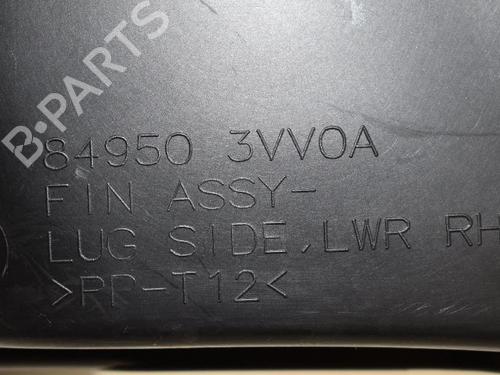 B-PARTS
84950 3VV0A
FIN ASSY-
LUG SIDE,LWR RH
>PP-T12<